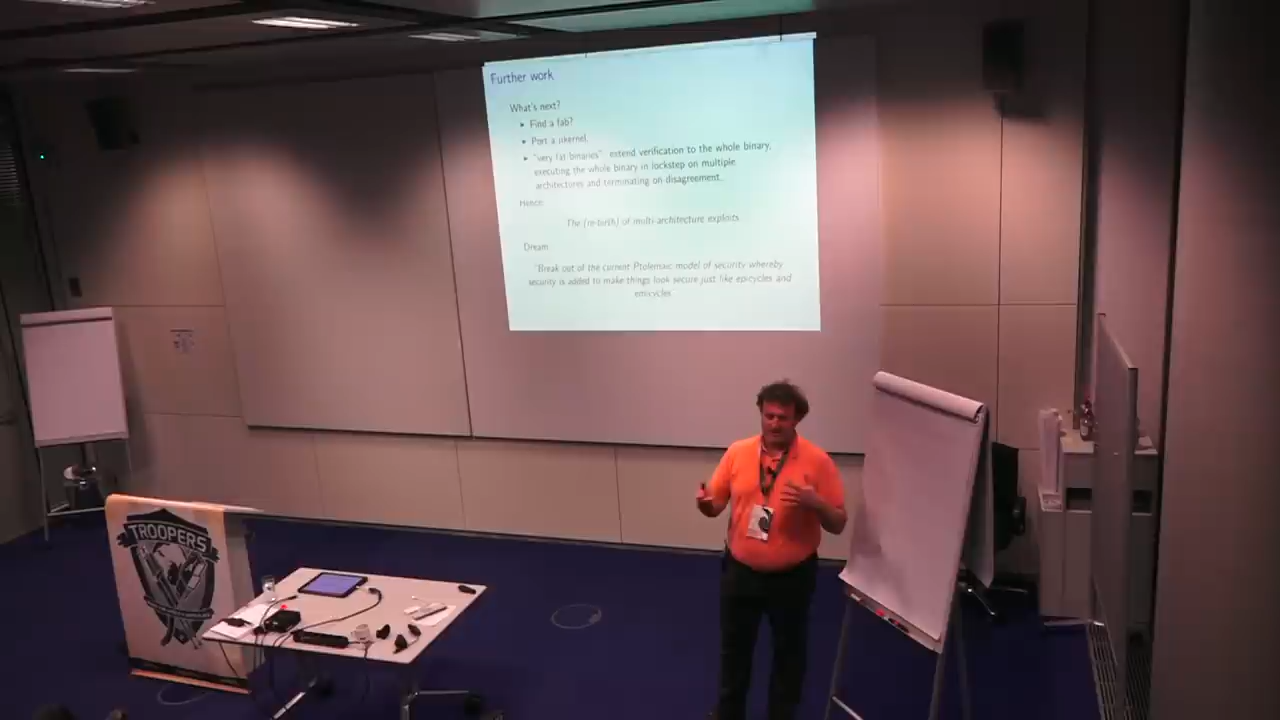 Further work
What's next?
▸ Find a fab?
▸ Port a µkernel.
▸ "very fat binaries" extend verification to the whole binary,
executing the whole binary in lockstep on multiple
architectures and terminating on disagreement.
Hence:
The (re-birth) of multi-architecture exploits
Dream:
"Break out of the current Ptolemaic model of security whereby
security is added to make things look secure just like epicycles and
TROOPERS